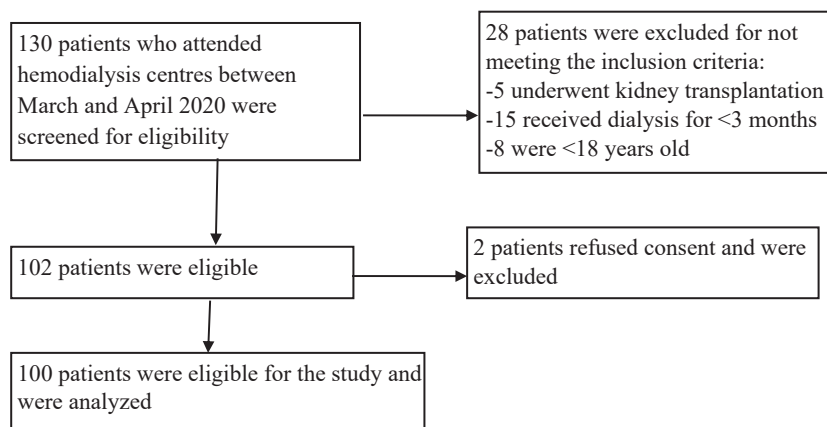 130 patients who attended
hemodialysis centres between
March and April 2020 were
screened for eligibility
28 patients were excluded for not
meeting the inclusion criteria:
-5 underwent kidney transplantation
-15 received dialysis for <3 months
-8 were <18 years old
102 patients were eligible
2 patients refused consent and were
excluded
100 patients were eligible for the study and
were analyzed